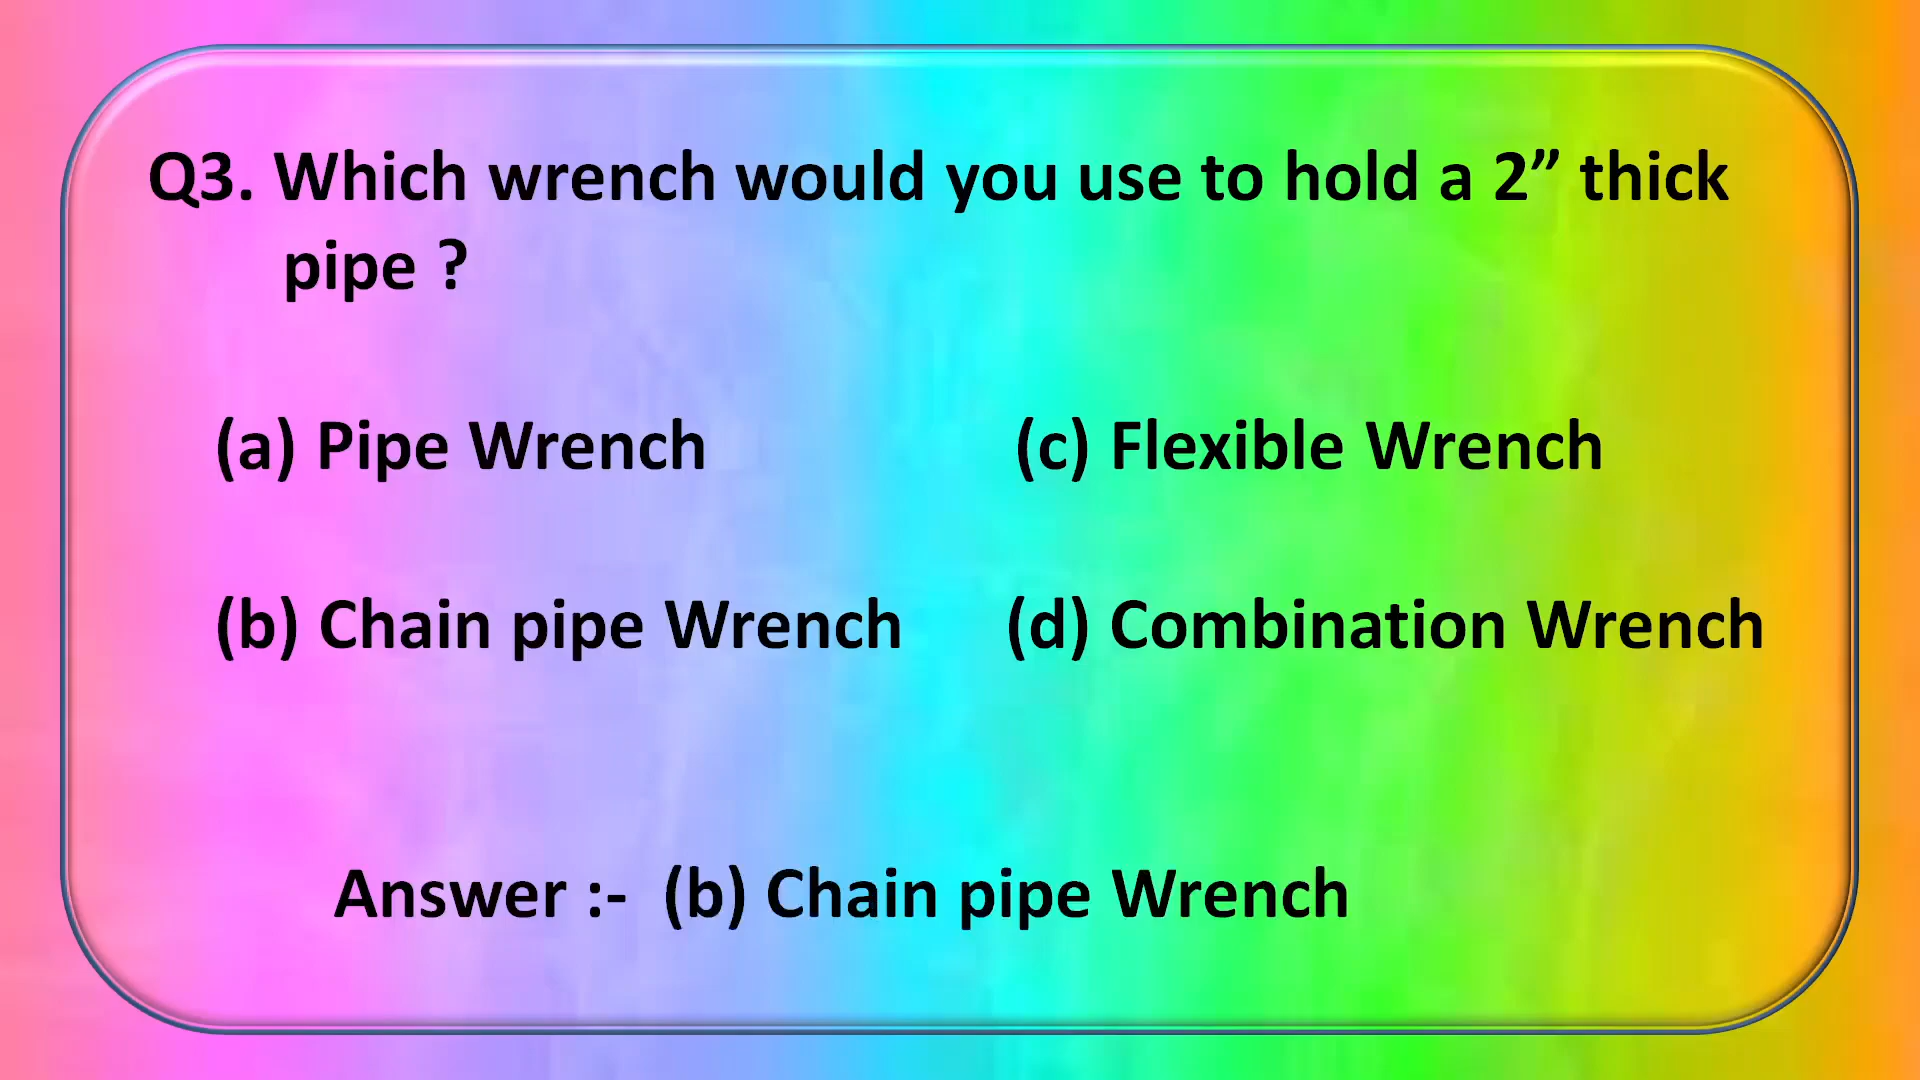 Q3. Which wrench would you use to hold a 2” thick
pipe ?
(a) Pipe Wrench
(c) Flexible Wrench
(b) Chain pipe Wrench
(d) Combination Wrench
Answer :- (b) Chain pipe Wrench